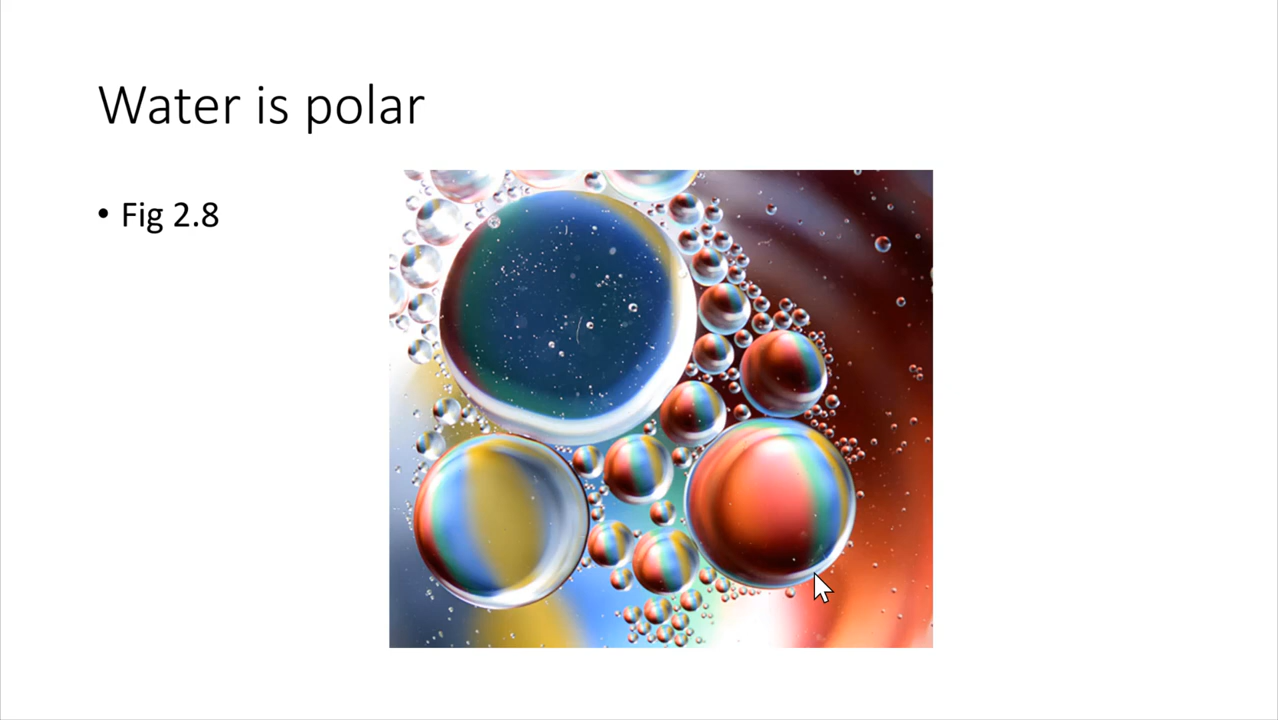 Water is polar
• Fig 2.8